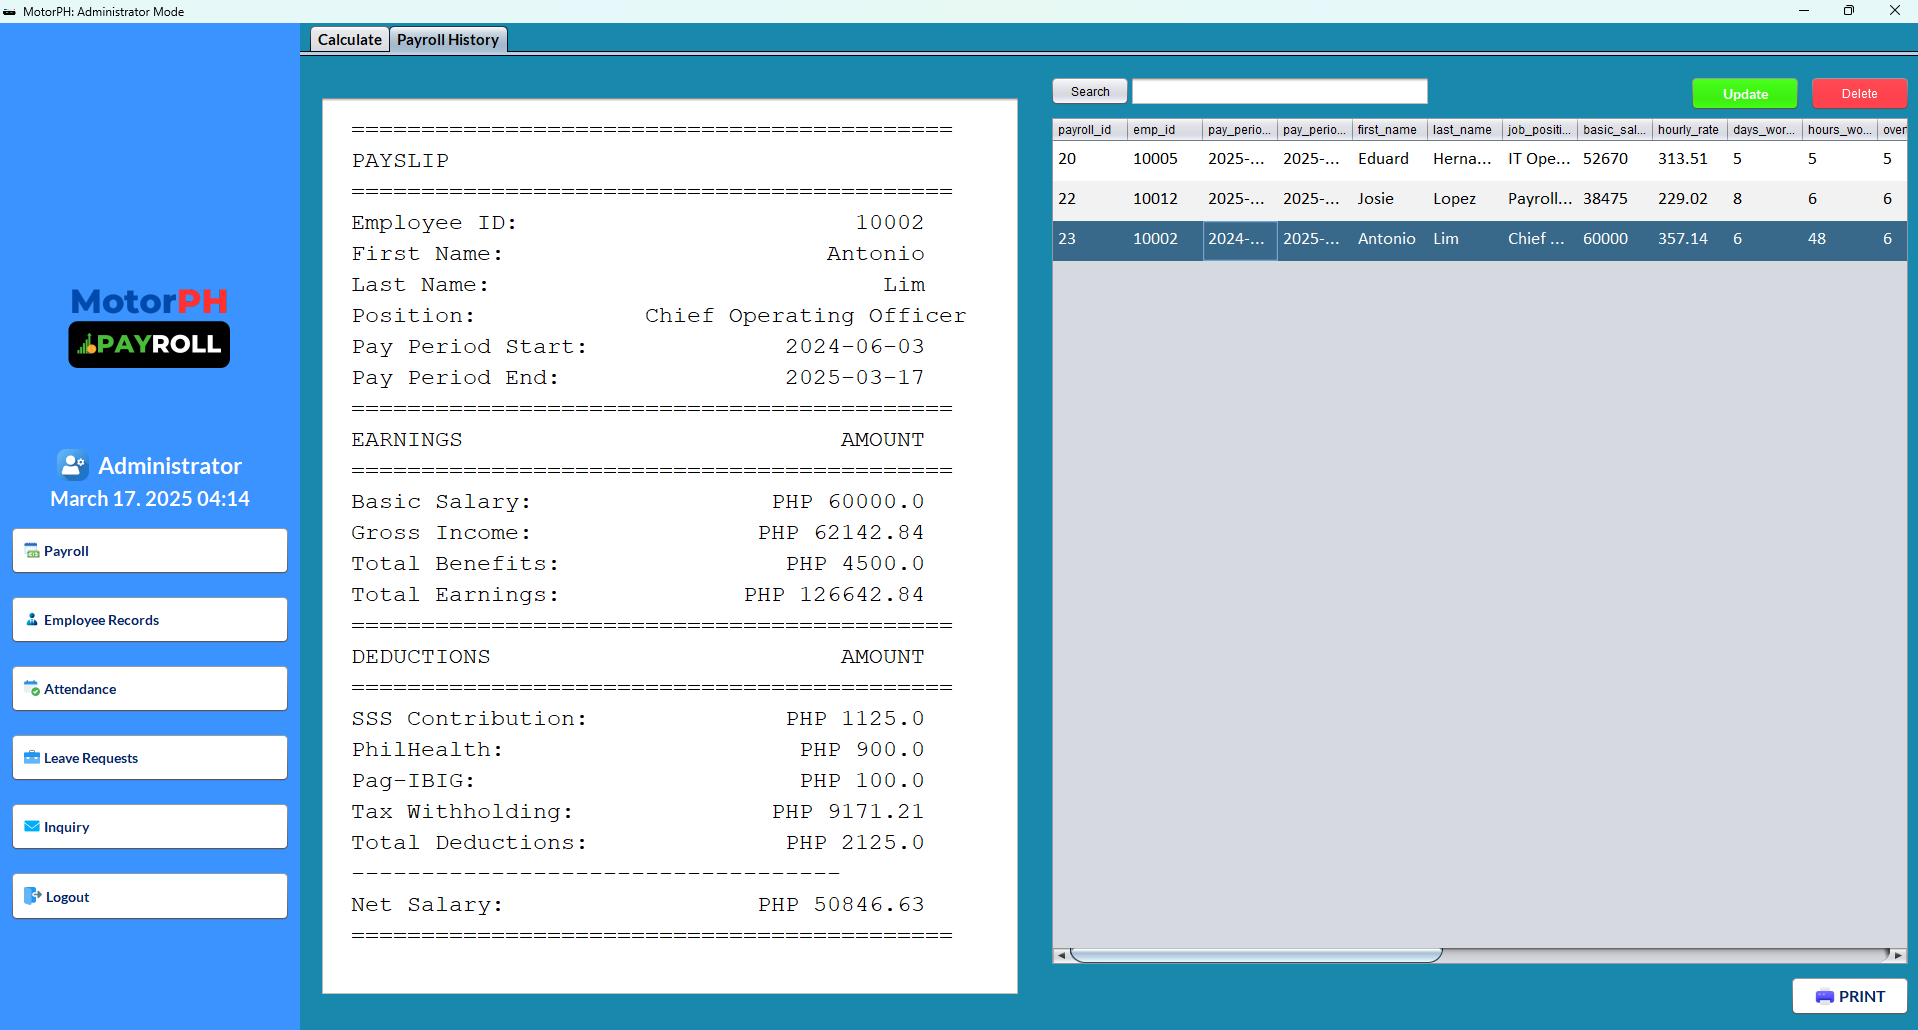 MotorPH: Administrator Mode
Calculate Payroll History
MotorPH
PAYROLL
Administrator
March 17. 2025 04:14
Payroll
Employee Records
Attendance
Leave Requests
Inquiry
Logout
===========================================
PAYSLIP
===========================================
Employee ID: 10002
First Name: Antonio
Last Name: Lim
Position: Chief Operating Officer
Pay Period Start: 2024-06-03
Pay Period End: 2025-03-17
===========================================
EARNINGS AMOUNT
===========================================
Basic Salary: PHP 60000.0
Gross Income: PHP 62142.84
Total Benefits: PHP 4500.0
Total Earnings: PHP 126642.84
===========================================
DEDUCTIONS AMOUNT
===========================================
SSS Contribution: PHP 1125.0
PhilHealth: PHP 900.0
Pag-IBIG: PHP 100.0
Tax Withholding: PHP 9171.21
Total Deductions: PHP 2125.0
-----------------------------------
Net Salary: PHP 50846.63
===========================================
Search Update Delete
payroll_id emp_id pay_perio... pay_perio... first_name last_name job_positi... basic_sal... hourly_rate days_wor... hours_wo... over
20 10005 2025-... 2025-... Eduard Herna... IT Ope... 52670 313.51 5 5 5
22 10012 2025-... 2025-... Josie Lopez Payroll... 38475 229.02 8 6 6
23 10002 2024-... 2025-... Antonio Lim Chief ... 60000 357.14 6 48 6
PRINT